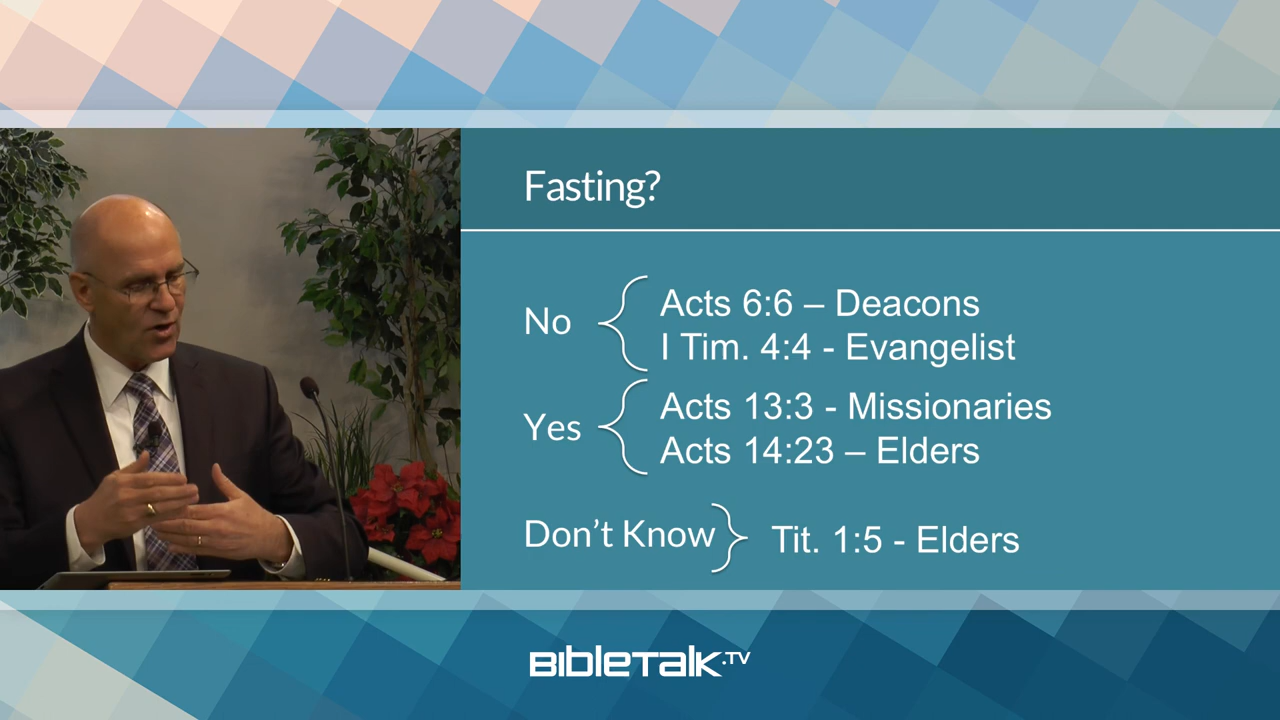 Fasting?
No
Acts 6:6 – Deacons
I Tim. 4:4 - Evangelist
Yes
Acts 13:3 - Missionaries
Acts 14:23 – Elders
Don't Know
Tit. 1:5 - Elders
BIBLETALK.TV